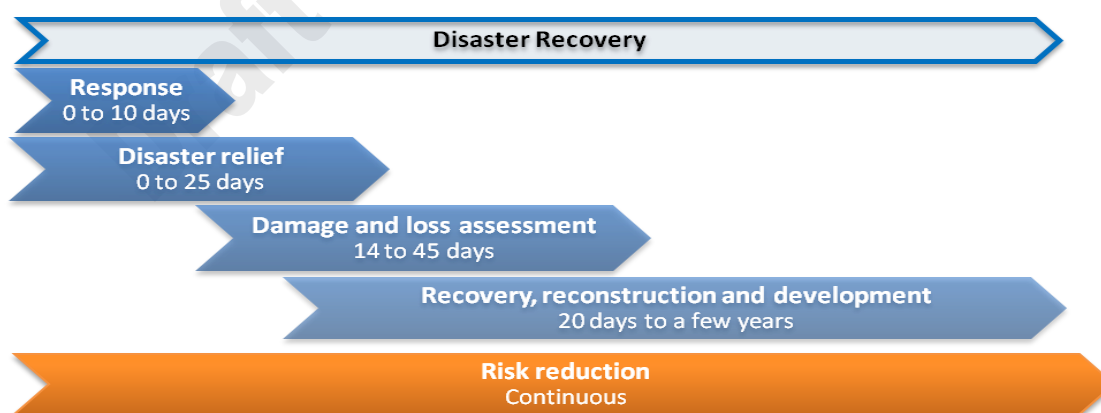 Disaster Recovery
Response
0 to 10 days
Disaster relief
0 to 25 days
Damage and loss assessment
14 to 45 days
Recovery, reconstruction and development
20 days to a few years
Risk reduction
Continuous